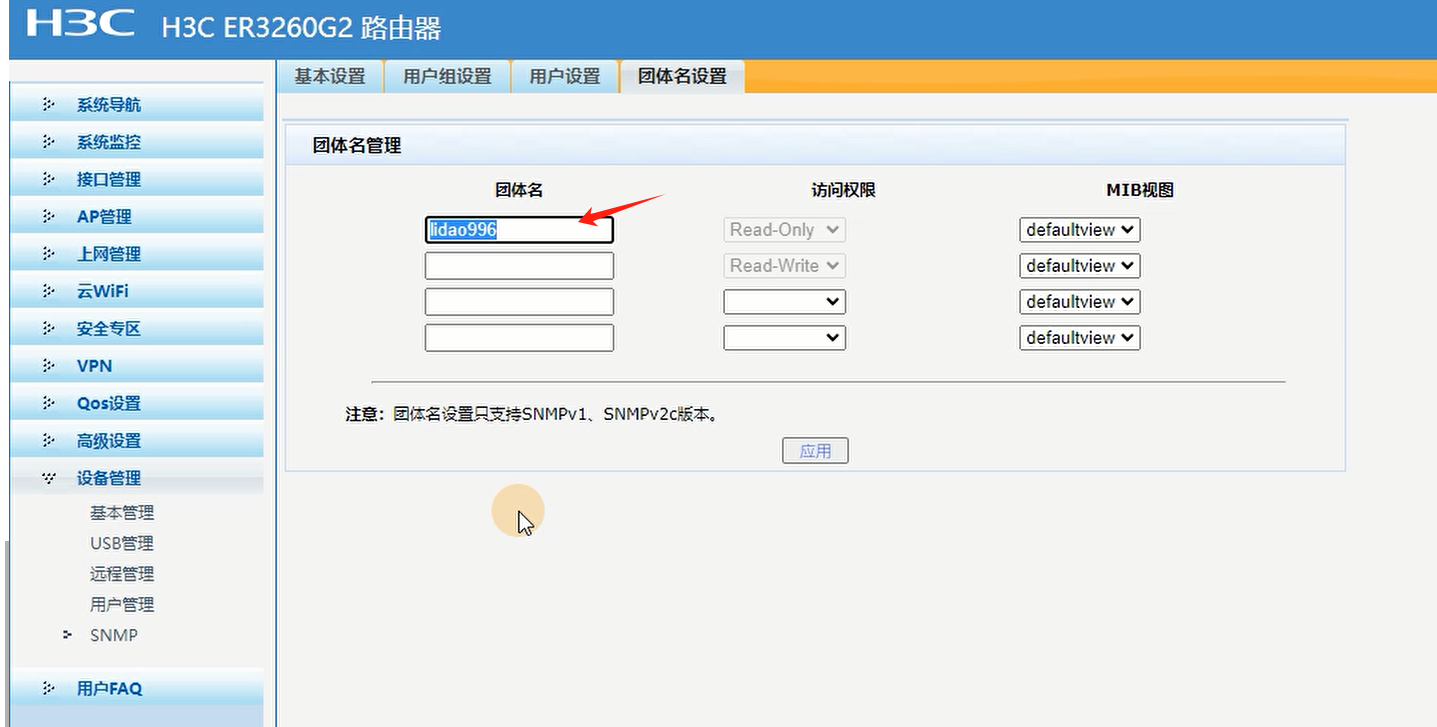 H3C H3C ER3260G2 路由器
基本设置 用户组设置 用户设置 团体名设置
系统导航
系统监控
接口管理
AP管理
上网管理
云WiFi
安全专区
VPN
Qos设置
高级设置
设备管理
基本管理
USB管理
远程管理
用户管理
SNMP
用户FAQ
团体名管理
团体名 访问权限 MIB视图
lidao996 Read-Only defaultview
Read-Write defaultview
defaultview
defaultview
注意：团体名设置只支持SNMPv1、SNMPv2c版本。
应用